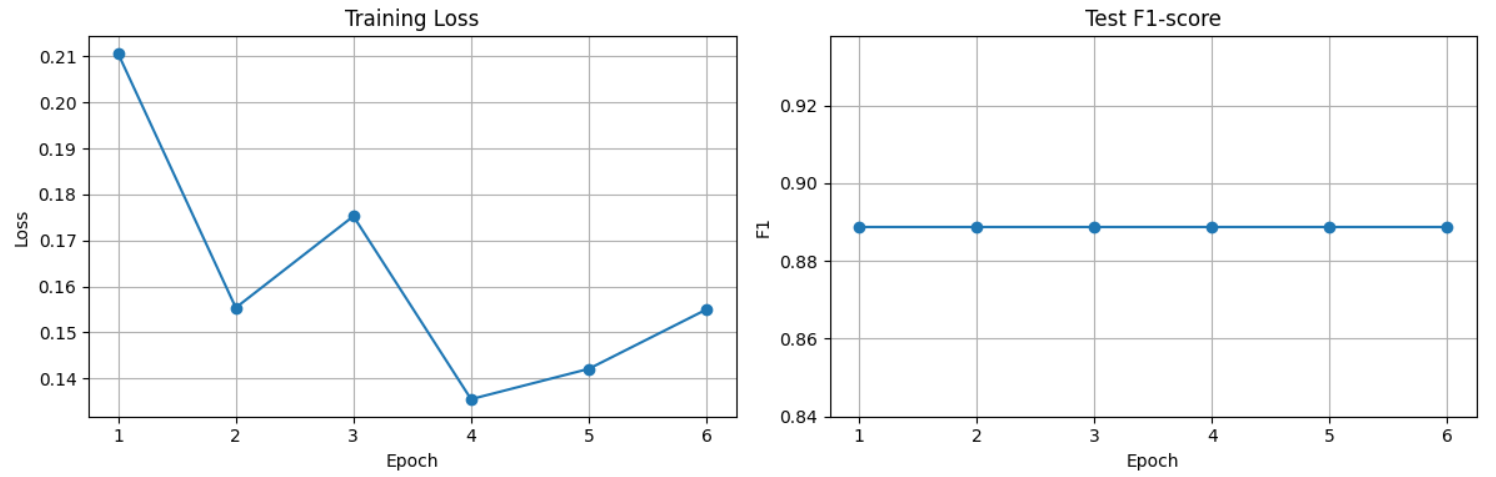 Training Loss
Loss
0.21
0.20
0.19
0.18
0.17
0.16
0.15
0.14
1 2 3 4 5 6
Epoch
Test F1-score
F1
0.92
0.90
0.88
0.86
0.84
1 2 3 4 5 6
Epoch